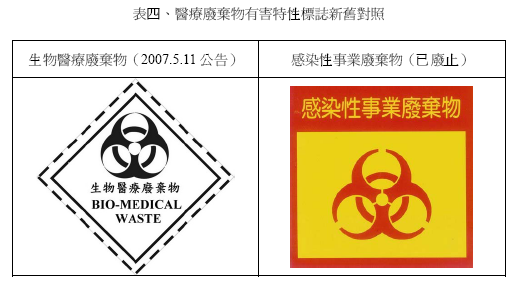 表四、醫療廢棄物有害特性標誌新舊對照
生物醫療廢棄物（2007.5.11 公告）
感染性事業廢棄物（已廢止）
生物醫療廢棄物
BIO-MEDICAL
WASTE
感染性事業廢棄物